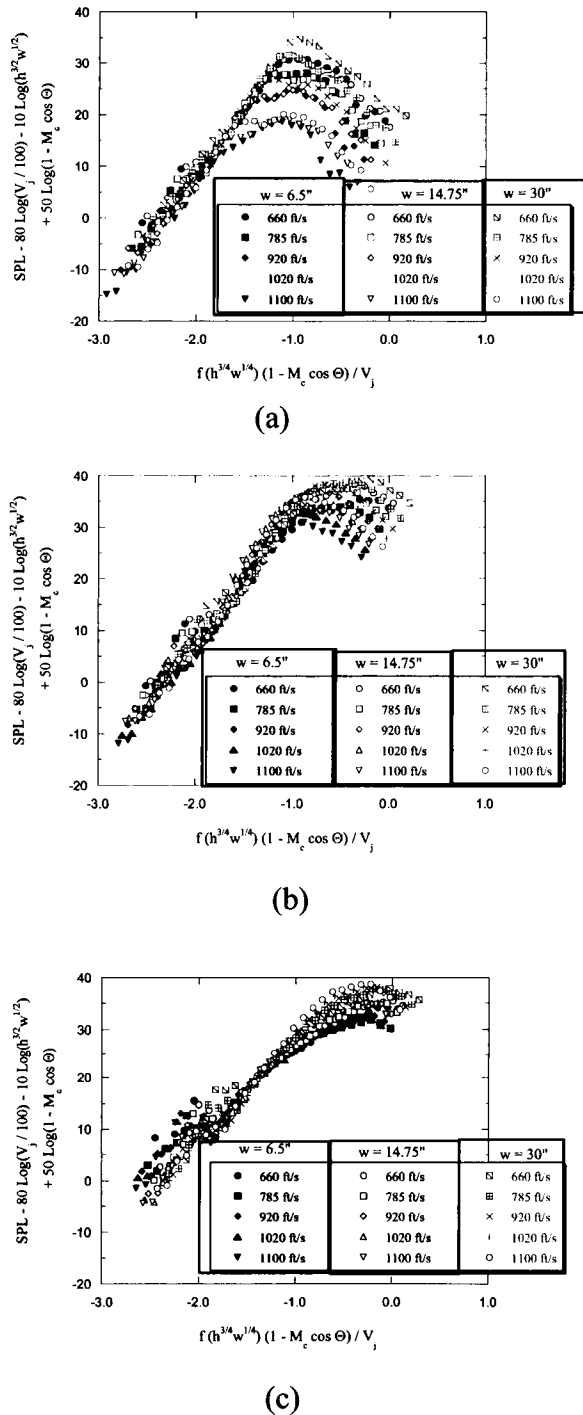 SPL - 80 Log(V_j / 100) - 10 Log(h^3/2 w^1/2)
+ 50 Log(1 - M_c cos Θ)
40
30
20
10
0
-10
-20
w = 6.5" w = 14.75" w = 30"
660 ft/s 660 ft/s 660 ft/s
785 ft/s 785 ft/s 785 ft/s
920 ft/s 920 ft/s 920 ft/s
1020 ft/s 1020 ft/s 1020 ft/s
1100 ft/s 1100 ft/s 1100 ft/s
-3.0 -2.0 -1.0 0.0 1.0
f (h^3/4 w^1/4) (1 - M_c cos Θ) / V_j
(a)
SPL - 80 Log(V_j / 100) - 10 Log(h^3/2 w^1/2)
+ 50 Log(1 - M_c cos Θ)
40
30
20
10
0
-10
-20
w = 6.5" w = 14.75" w = 30"
660 ft/s 660 ft/s 660 ft/s
785 ft/s 785 ft/s 785 ft/s
920 ft/s 920 ft/s 920 ft/s
1020 ft/s 1020 ft/s 1020 ft/s
1100 ft/s 1100 ft/s 1100 ft/s
-3.0 -2.0 -1.0 0.0 1.0
f (h^3/4 w^1/4) (1 - M_c cos Θ) / V_j
(b)
SPL - 80 Log(V_j / 100) - 10 Log(h^3/2 w^1/2)
+ 50 Log(1 - M_c cos Θ)
40
30
20
10
0
-10
-20
w = 6.5" w = 14.75" w = 30"
660 ft/s 660 ft/s 660 ft/s
785 ft/s 785 ft/s 785 ft/s
920 ft/s 920 ft/s 920 ft/s
1020 ft/s 1020 ft/s 1020 ft/s
1100 ft/s 1100 ft/s 1100 ft/s
-3.0 -2.0 -1.0 0.0 1.0
f (h^3/4 w^1/4) (1 - M_c cos Θ) / V_j
(c)